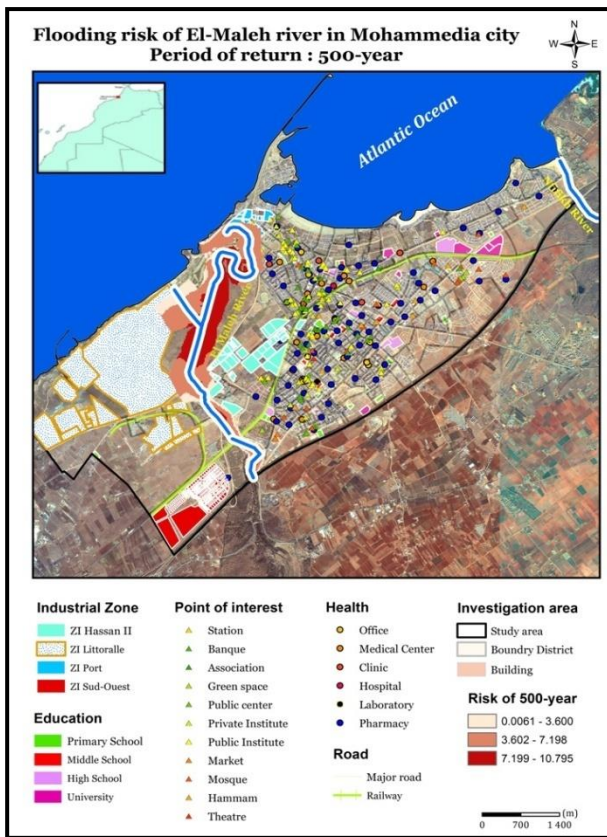 Flooding risk of El-Maleh river in Mohammedia city
Period of return : 500-year
N
W E
S
Atlantic Ocean
River
El Maleh River
Industrial Zone
ZI Hassan II
ZI Littoralle
ZI Port
ZI Sud-Ouest
Education
Primary School
Middle School
High School
University
Point of interest
Station
Banque
Association
Green space
Public center
Private Institute
Public Institute
Market
Mosque
Hammam
Theatre
Health
Office
Medical Center
Clinic
Hospital
Laboratory
Pharmacy
Road
Major road
Railway
Investigation area
Study area
Boundry District
Building
Risk of 500-year
0.0061 - 3.600
3.602 - 7.198
7.199 - 10.795
(m)
0 700 1 400